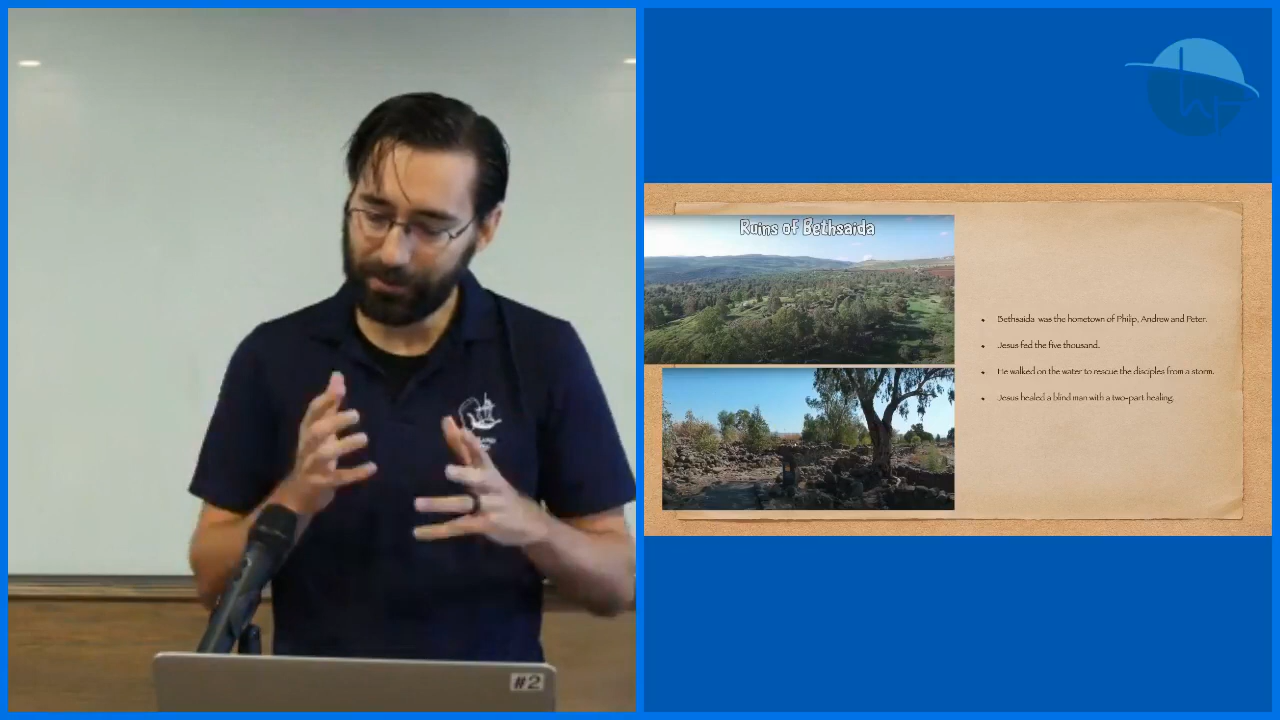 Ruins of Bethsaida
• Bethsaida was the hometown of Philip, Andrew and Peter.
• Jesus fed the five thousand.
• He walked on the water to rescue the disciples from a storm.
• Jesus healed a blind man with a two-part healing.
#2